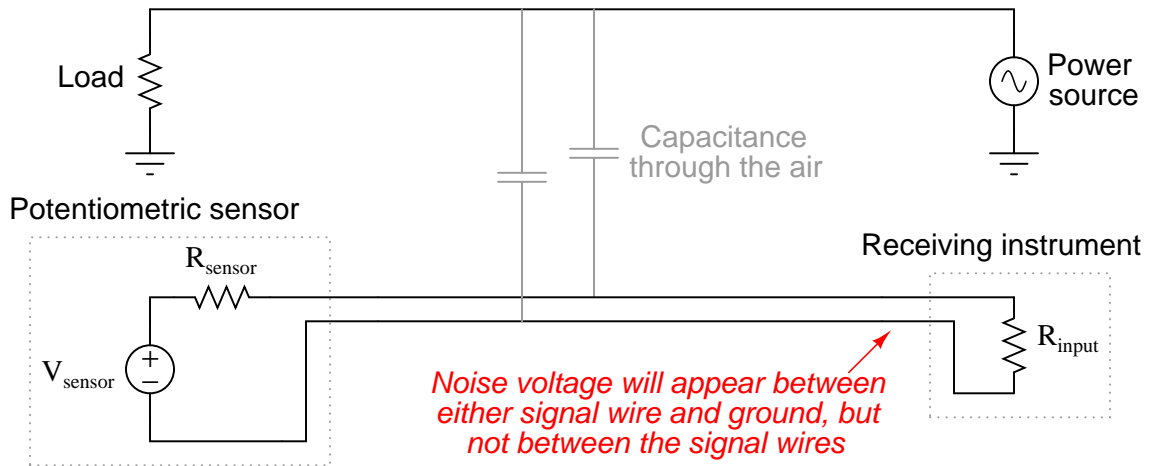 Load
Power
source
Capacitance
through the air
Potentiometric sensor
Receiving instrument
Rsensor
Vsensor
+
−
Rinput
Noise voltage will appear between
either signal wire and ground, but
not between the signal wires